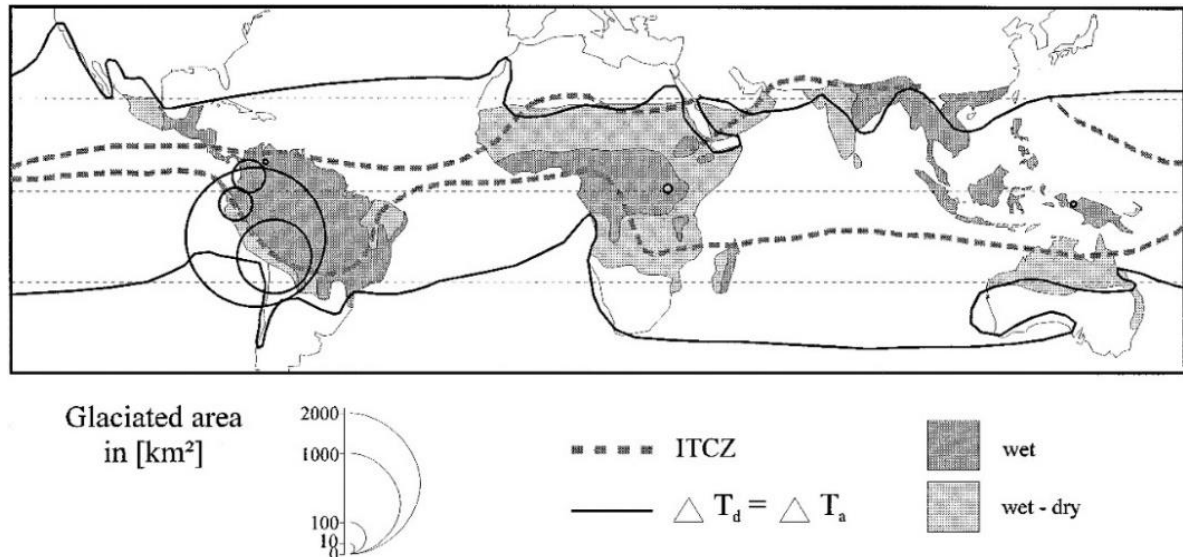 Glaciated area
in [km²]
2000
1000
100
10
0
ITCZ
△ T_d = △ T_a
wet
wet - dry